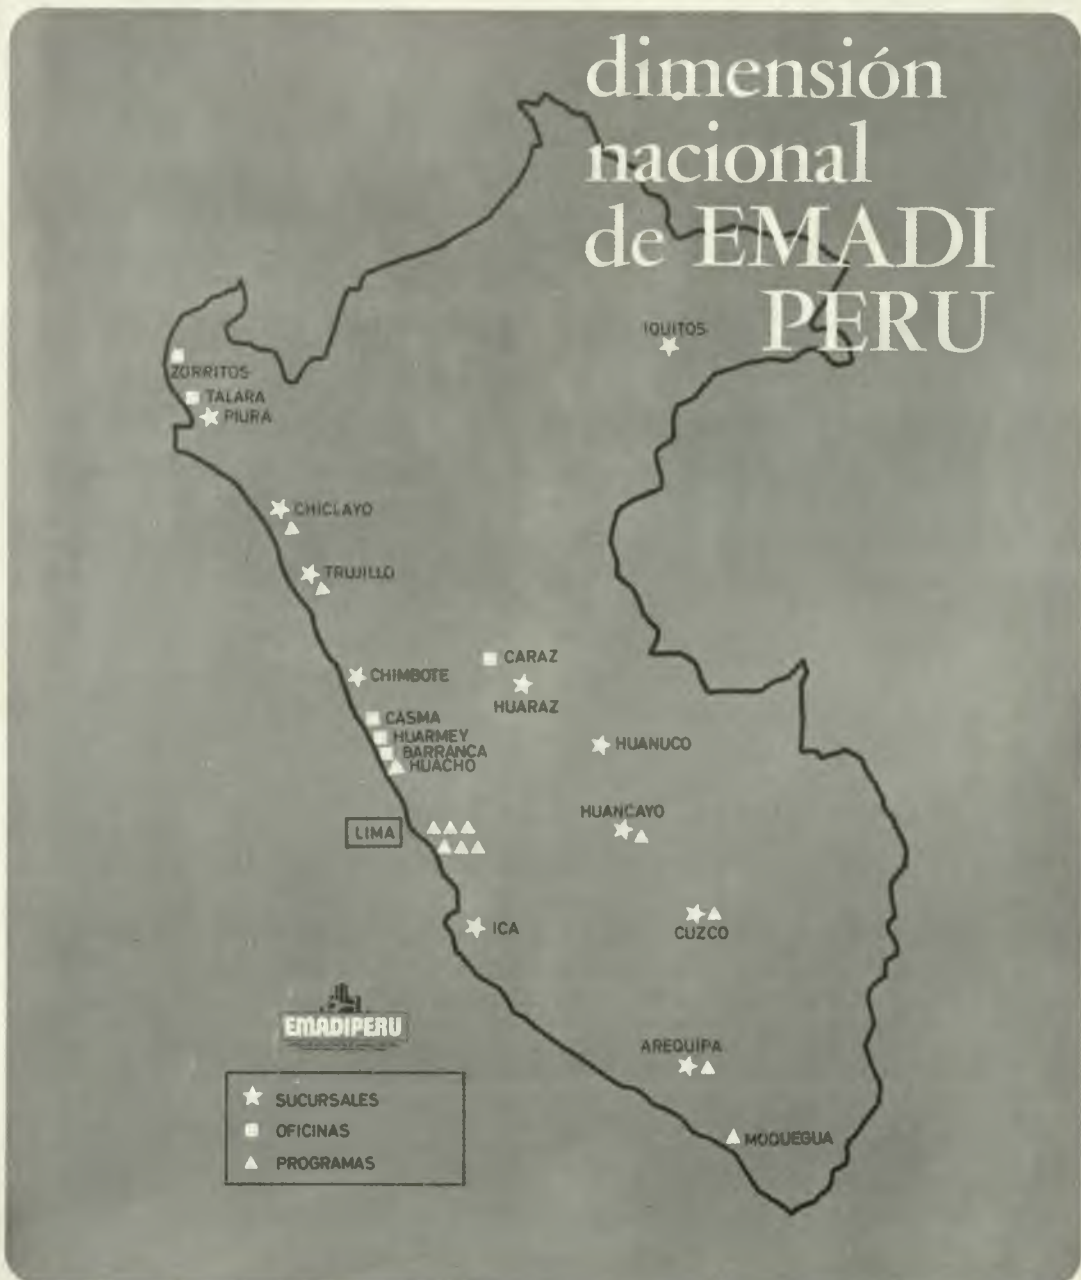 dimensión
nacional
de EMADI
PERU
IQUITOS
ZORRITOS
TALARA
PIURA
CHICLAYO
TRUJILLO
CARAZ
CHIMBOTE
HUARAZ
CASMA
HUARMEY
HUANUCO
BARRANCA
HUACHO
HUANCAYO
LIMA
ICA
CUZCO
EMADIPERU
AREQUIPA
SUCURSALES
OFICINAS
MOQUEGUA
PROGRAMAS